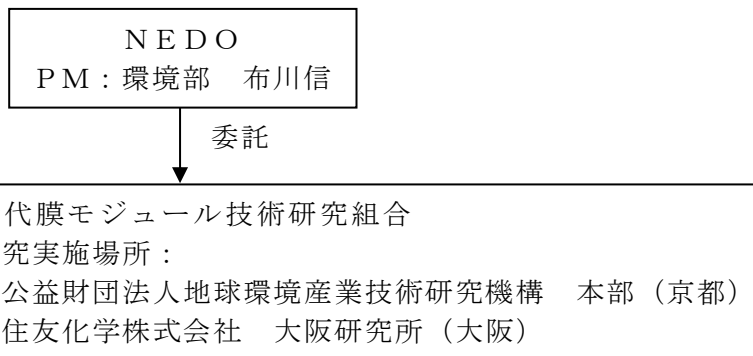 ＮＥＤＯ
ＰＭ：環境部　布川信
委託
代膜モジュール技術研究組合
究実施場所：
公益財団法人地球環境産業技術研究機構　本部（京都）
住友化学株式会社　大阪研究所（大阪）